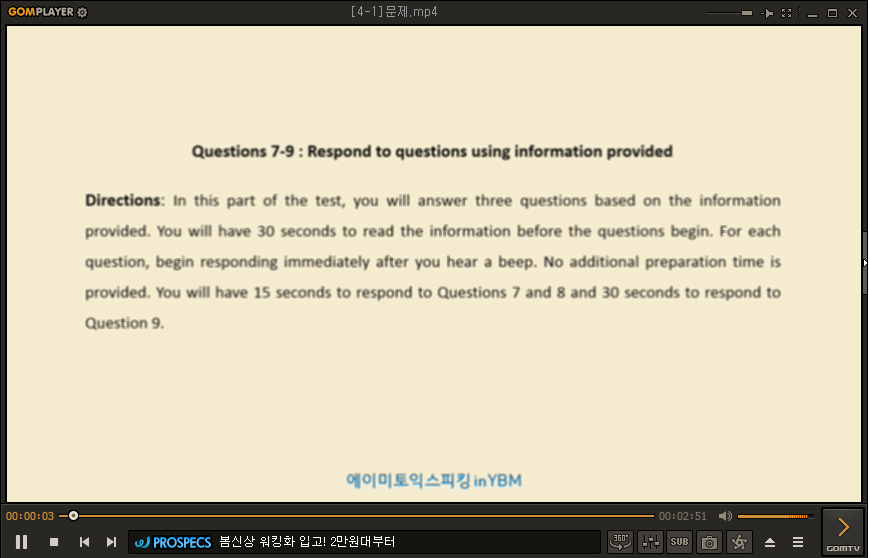 GOMPLAYER
[4-1]문제.mp4
Questions 7-9 : Respond to questions using information provided
Directions: In this part of the test, you will answer three questions based on the information
provided. You will have 30 seconds to read the information before the questions begin. For each
question, begin responding immediately after you hear a beep. No additional preparation time is
provided. You will have 15 seconds to respond to Questions 7 and 8 and 30 seconds to respond to
Question 9.
에이미토익스피킹 in YBM
00:00:03
00:02:51
PROSPECS 봄신상 워킹화 입고! 2만원대부터
360°
SUB
GOMTV